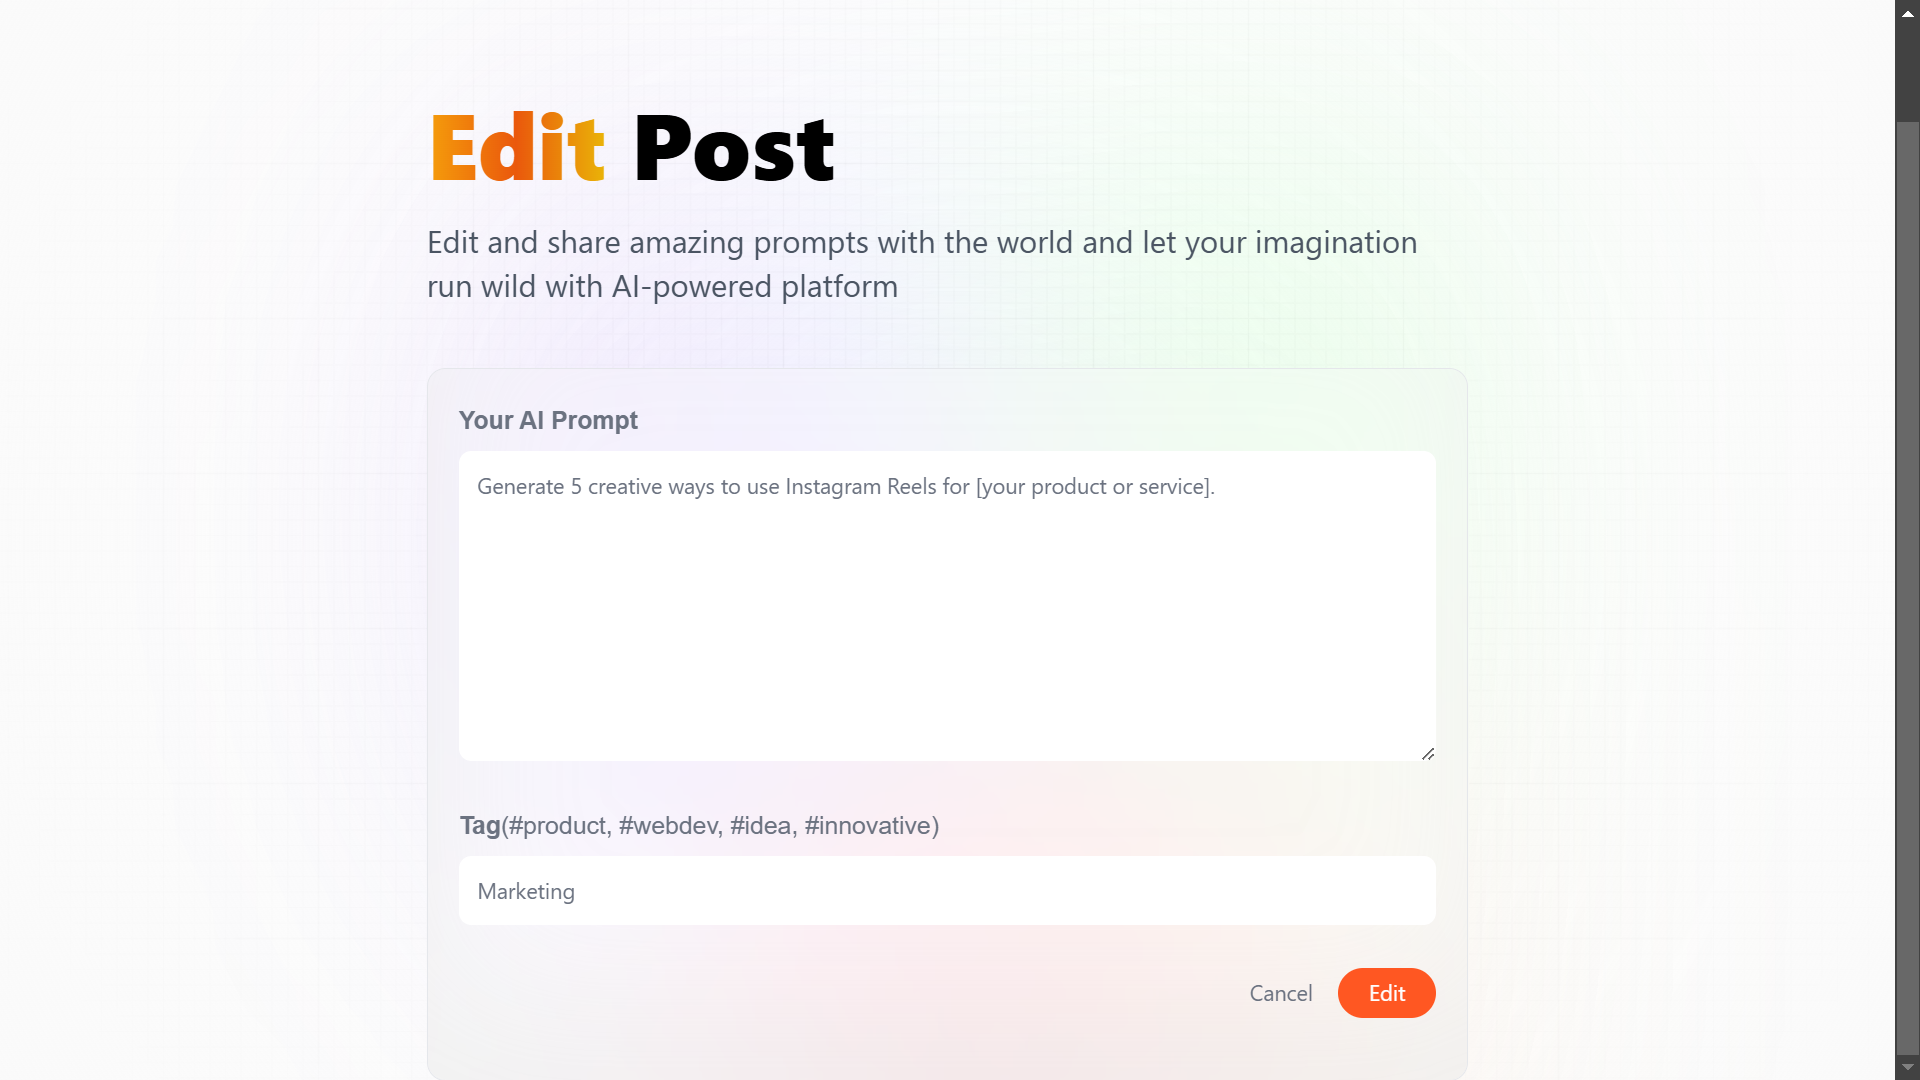 Edit Post
Edit and share amazing prompts with the world and let your imagination
run wild with AI-powered platform
Your AI Prompt
Generate 5 creative ways to use Instagram Reels for [your product or service].
Tag(#product, #webdev, #idea, #innovative)
Marketing
Cancel Edit